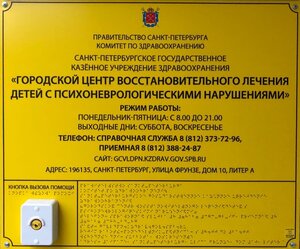 ПРАВИТЕЛЬСТВО САНКТ-ПЕТЕРБУРГА
КОМИТЕТ ПО ЗДРАВООХРАНЕНИЮ
САНКТ-ПЕТЕРБУРГСКОЕ ГОСУДАРСТВЕННОЕ
КАЗЁННОЕ УЧРЕЖДЕНИЕ ЗДРАВООХРАНЕНИЯ
«ГОРОДСКОЙ ЦЕНТР ВОССТАНОВИТЕЛЬНОГО ЛЕЧЕНИЯ
ДЕТЕЙ С ПСИХОНЕВРОЛОГИЧЕСКИМИ НАРУШЕНИЯМИ»
РЕЖИМ РАБОТЫ:
ПОНЕДЕЛЬНИК-ПЯТНИЦА: С 8.00 ДО 21.00
ВЫХОДНЫЕ ДНИ: СУББОТА, ВОСКРЕСЕНЬЕ
ТЕЛЕФОН: СПРАВОЧНАЯ СЛУЖБА 8 (812) 373-72-96,
ПРИЕМНАЯ 8 (812) 388-24-87
САЙТ: GCVLDPN.KZDRAV.GOV.SPB.RU
АДРЕС: 196135, САНКТ-ПЕТЕРБУРГ, УЛИЦА ФРУНЗЕ, ДОМ 10, ЛИТЕР А
КНОПКА ВЫЗОВА ПОМОЩИ